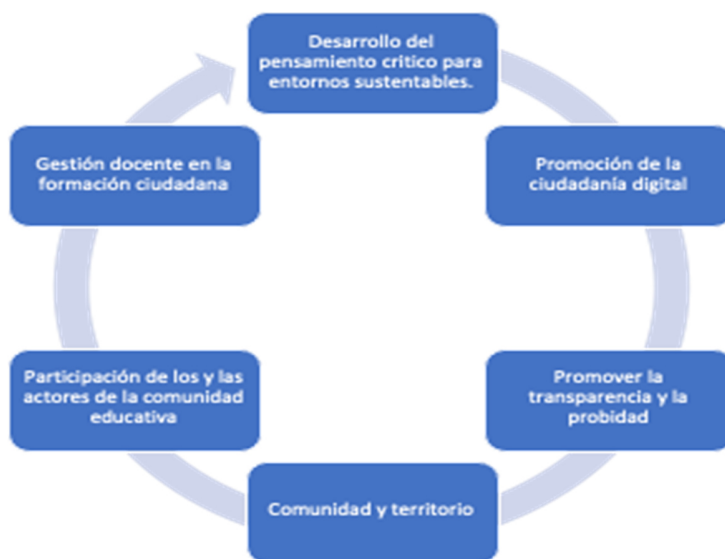 Desarrollo del
pensamiento critico para
entornos sustentables.
Promoción de la
ciudadanía digital
Promover la
transparencia y la
probidad
Comunidad y territorio
Participación de los y las
actores de la comunidad
educativa
Gestión docente en la
formación ciudadana